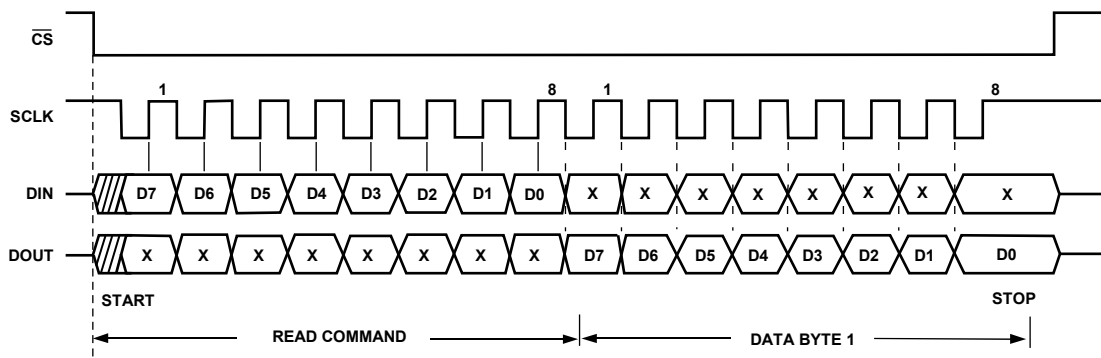 CS
1 8 1 8
SCLK
DIN D7 D6 D5 D4 D3 D2 D1 D0 X X X X X X X X
DOUT X X X X X X X X D7 D6 D5 D4 D3 D2 D1 D0
START STOP
READ COMMAND DATA BYTE 1